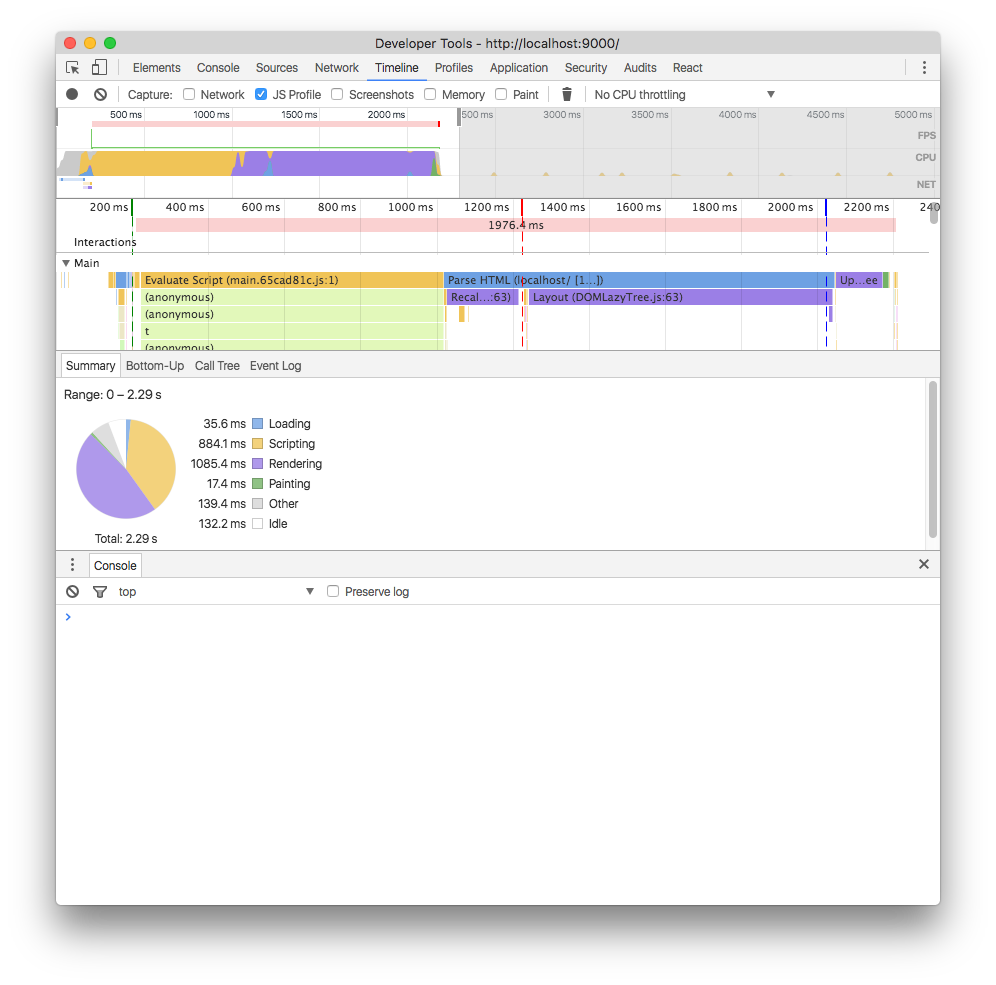 Developer Tools - http://localhost:9000/
Elements Console Sources Network Timeline Profiles Application Security Audits React
Capture: Network JS Profile Screenshots Memory Paint No CPU throttling
500 ms 1000 ms 1500 ms 2000 ms 500 ms 3000 ms 3500 ms 4000 ms 4500 ms 5000 ms
FPS
CPU
NET
200 ms 400 ms 600 ms 800 ms 1000 ms 1200 ms 1400 ms 1600 ms 1800 ms 2000 ms 2200 ms 240
1976.4 ms
Interactions
Main
Evaluate Script (main.65cad81c.js:1) Parse HTML (localhost/ [1…]) Up…ee
(anonymous) Recal…:63) Layout (DOMLazyTree.js:63)
(anonymous)
t
(anonymous)
Summary Bottom-Up Call Tree Event Log
Range: 0 – 2.29 s
35.6 ms Loading
884.1 ms Scripting
1085.4 ms Rendering
17.4 ms Painting
139.4 ms Other
132.2 ms Idle
Total: 2.29 s
Console
top Preserve log